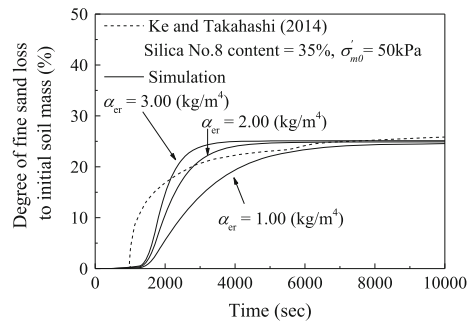 Degree of fine sand loss
to initial soil mass (%)
50
40
30
20
10
0
Ke and Takahashi (2014)
Silica No.8 content = 35%, σ'm0 = 50kPa
Simulation
αer = 3.00 (kg/m⁴)
αer = 2.00 (kg/m⁴)
αer = 1.00 (kg/m⁴)
0 2000 4000 6000 8000 10000
Time (sec)